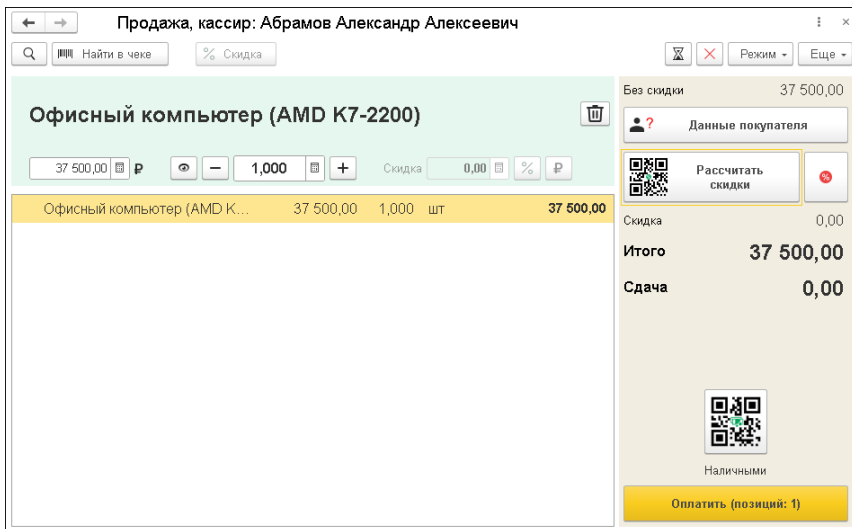 Продажа, кассир: Абрамов Александр Алексеевич
Найти в чеке
% Скидка
Режим
Еще
Офисный компьютер (AMD K7-2200)
37 500,00 ₽
1,000
Скидка
0,00
%
₽
Офисный компьютер (AMD K... 37 500,00 1,000 шт 37 500,00
Без скидки 37 500,00
? Данные покупателя
Рассчитать
скидки
%
Скидка 0,00
Итого 37 500,00
Сдача 0,00
Наличными
Оплатить (позиций: 1)